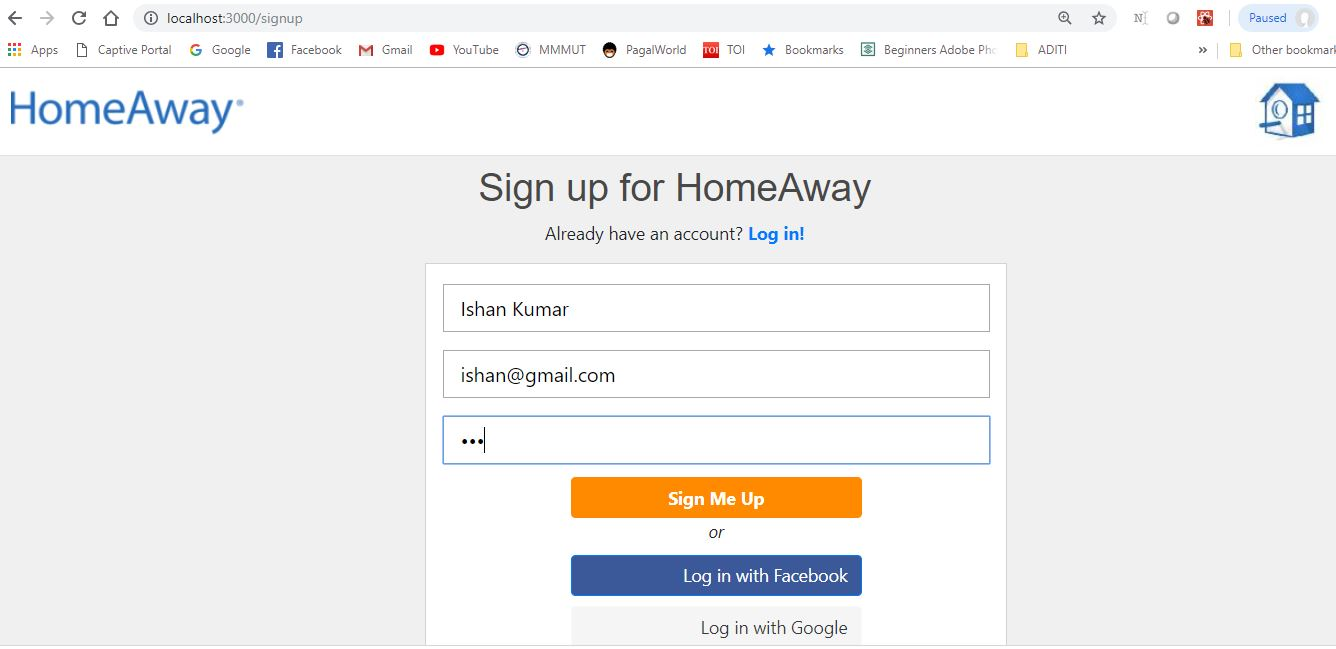 localhost:3000/signup
Paused
Apps Captive Portal Google Facebook Gmail YouTube MMMUT PagalWorld TOI TOI Bookmarks Beginners Adobe Pho ADITI » Other bookmark
HomeAway®
Sign up for HomeAway
Already have an account? Log in!
Ishan Kumar
ishan@gmail.com
•••
Sign Me Up
or
Log in with Facebook
Log in with Google